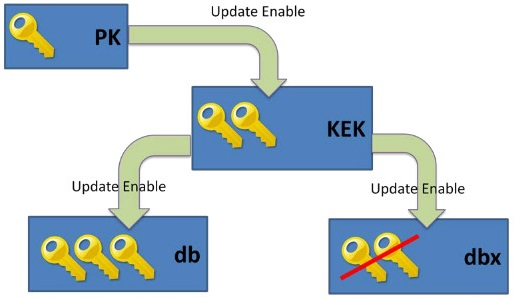 Update Enable
PK
KEK
Update Enable
Update Enable
db
dbx